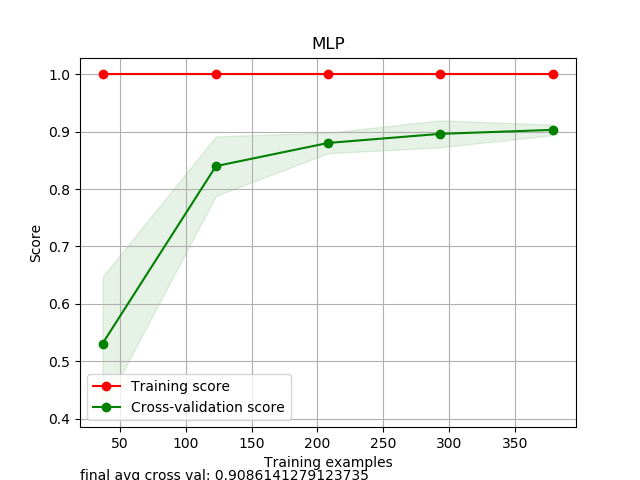 MLP
1.0
0.9
0.8
0.7
0.6
0.5
0.4
Score
Training score
Cross-validation score
50 100 150 200 250 300 350
Training examples
final avg cross val: 0.9086141279123735